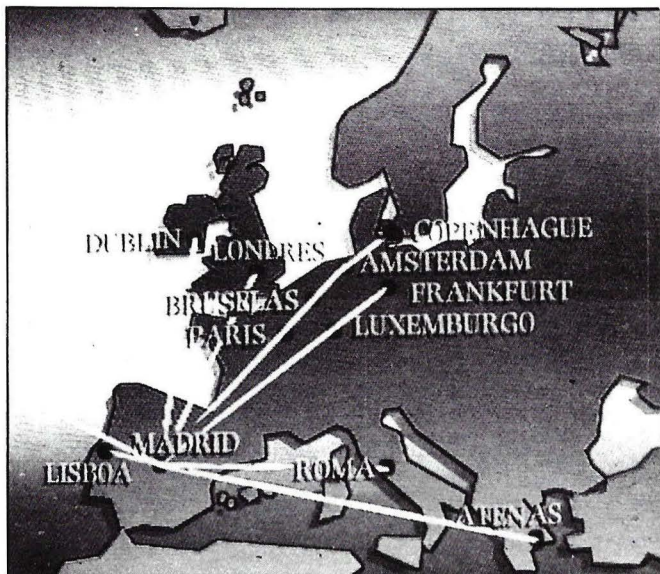 DUBLIN
LONDRES
COPENHAGUE
AMSTERDAM
BRUSELAS
FRANKFURT
PARIS
LUXEMBURGO
MADRID
LISBOA
ROMA
ATENAS